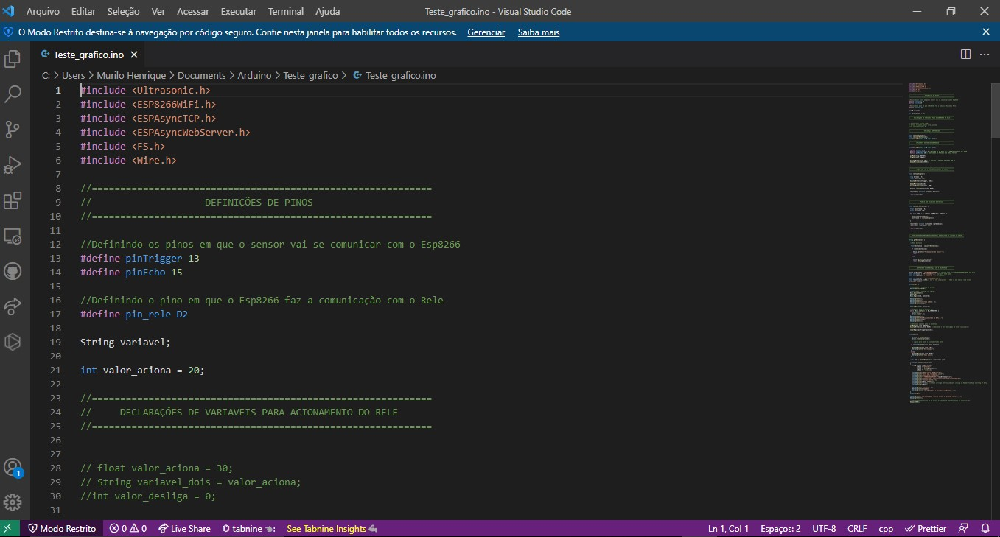 Arquivo Editar Seleção Ver Acessar Executar Terminal Ajuda Teste_grafico.ino - Visual Studio Code
O Modo Restrito destina-se à navegação por código seguro. Confie nesta janela para habilitar todos os recursos. Gerenciar Saiba mais
Teste_grafico.ino
C: > Users > Murilo Henrique > Documents > Arduino > Teste_grafico > Teste_grafico.ino
1 #include <Ultrasonic.h>
2 #include <ESP8266WiFi.h>
3 #include <ESPAsyncTCP.h>
4 #include <ESPAsyncWebServer.h>
5 #include <FS.h>
6 #include <Wire.h>
7
8 //============================================================
9 // DEFINIÇÕES DE PINOS
10 //============================================================
11
12 //Definindo os pinos em que o sensor vai se comunicar com o Esp8266
13 #define pinTrigger 13
14 #define pinEcho 15
15
16 //Definindo o pino em que o Esp8266 faz a comunicação com o Rele
17 #define pin_rele D2
18
19 String variavel;
20
21 int valor_aciona = 20;
22
23 //============================================================
24 // DECLARAÇÕES DE VARIAVEIS PARA ACIONAMENTO DO RELE
25 //============================================================
26
27
28 // float valor_aciona = 30;
29 // String variavel_dois = valor_aciona;
30 //int valor_desliga = 0;
31
1
Modo Restrito 0 0 Live Share tabnine : See Tabnine Insights Ln 1, Col 1 Espaços: 2 UTF-8 CRLF cpp Prettier